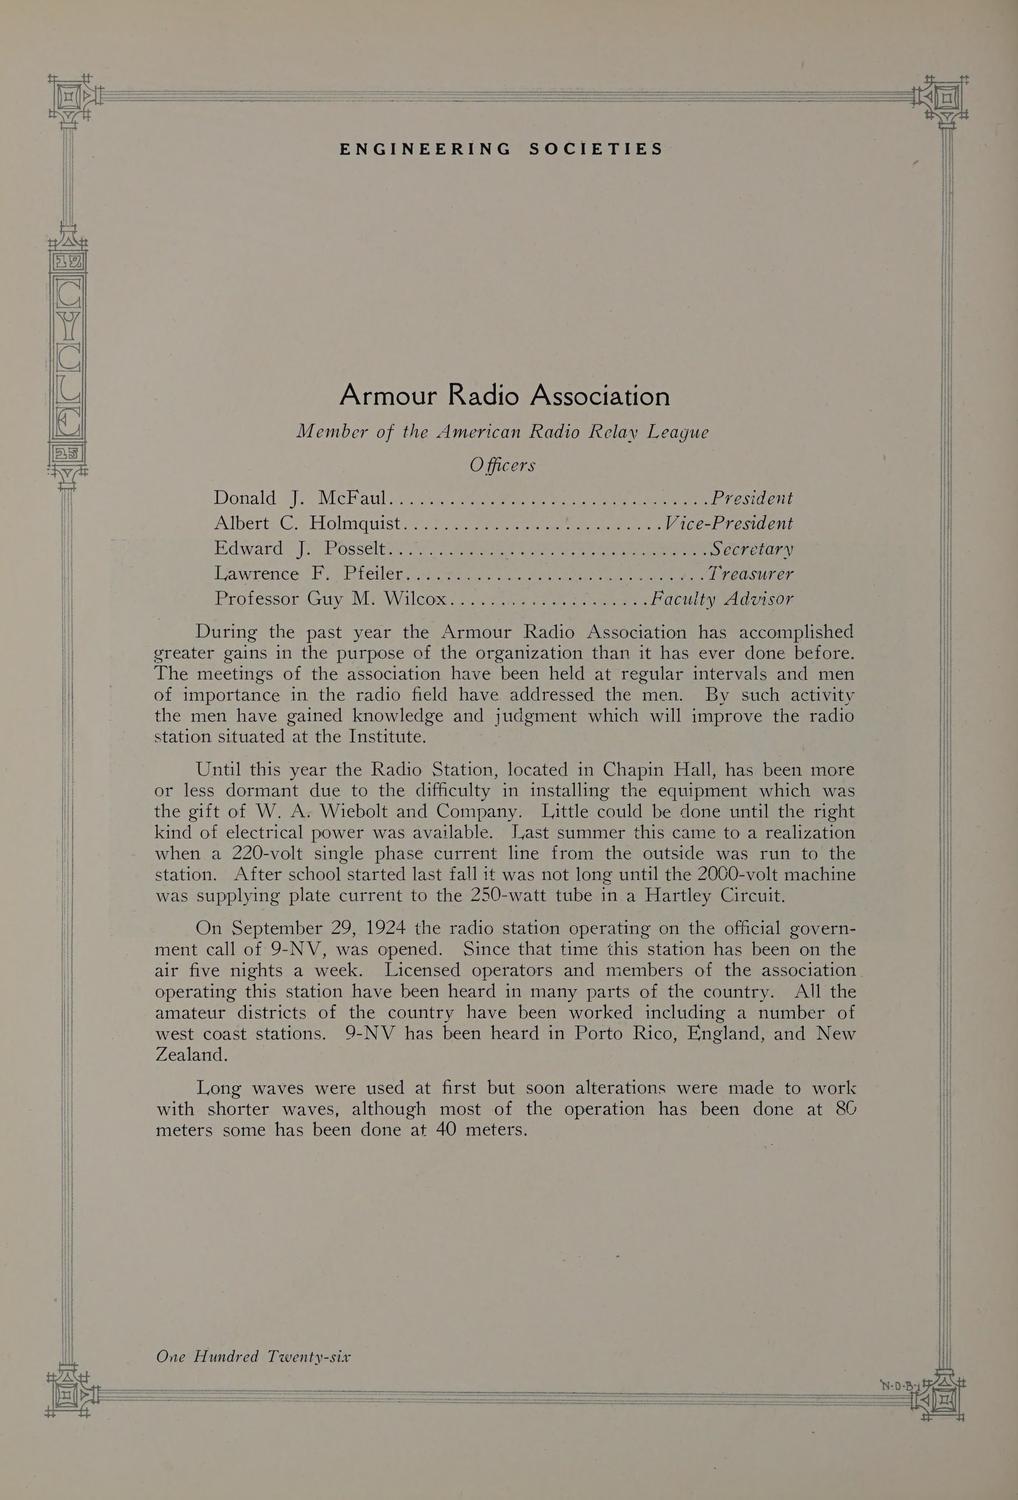 ENGINEERING SOCIETIES
19
CYCLE
25
Armour Radio Association
Member of the American Radio Relay League
Officers
Donald J. McFaul......................................President
Albert C. Holmquist..............................Vice-President
Edward J. Posselt.....................................Secretary
Lawrence F. Pfeiler...................................Treasurer
Professor Guy M. Wilcox.......................Faculty Advisor
During the past year the Armour Radio Association has accomplished
greater gains in the purpose of the organization than it has ever done before.
The meetings of the association have been held at regular intervals and men
of importance in the radio field have addressed the men. By such activity
the men have gained knowledge and judgment which will improve the radio
station situated at the Institute.
Until this year the Radio Station, located in Chapin Hall, has been more
or less dormant due to the difficulty in installing the equipment which was
the gift of W. A. Wiebolt and Company. Little could be done until the right
kind of electrical power was available. Last summer this came to a realization
when a 220-volt single phase current line from the outside was run to the
station. After school started last fall it was not long until the 2000-volt machine
was supplying plate current to the 250-watt tube in a Hartley Circuit.
On September 29, 1924 the radio station operating on the official govern-
ment call of 9-NV, was opened. Since that time this station has been on the
air five nights a week. Licensed operators and members of the association
operating this station have been heard in many parts of the country. All the
amateur districts of the country have been worked including a number of
west coast stations. 9-NV has been heard in Porto Rico, England, and New
Zealand.
Long waves were used at first but soon alterations were made to work
with shorter waves, although most of the operation has been done at 80
meters some has been done at 40 meters.
One Hundred Twenty-six
N-D-B-